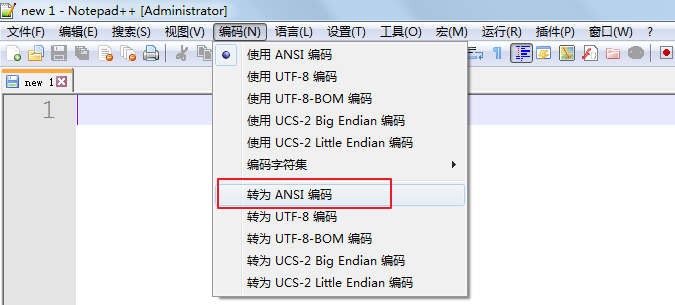 new 1 - Notepad++ [Administrator]
文件(F) 编辑(E) 搜索(S) 视图(V) 编码(N) 语言(L) 设置(T) 工具(O) 宏(M) 运行(R) 插件(P) 窗口(W) ?
new 1
使用 ANSI 编码
1
使用 UTF-8 编码
使用 UTF-8-BOM 编码
使用 UCS-2 Big Endian 编码
使用 UCS-2 Little Endian 编码
编码字符集
转为 ANSI 编码
转为 UTF-8 编码
转为 UTF-8-BOM 编码
转为 UCS-2 Big Endian 编码
转为 UCS-2 Little Endian 编码